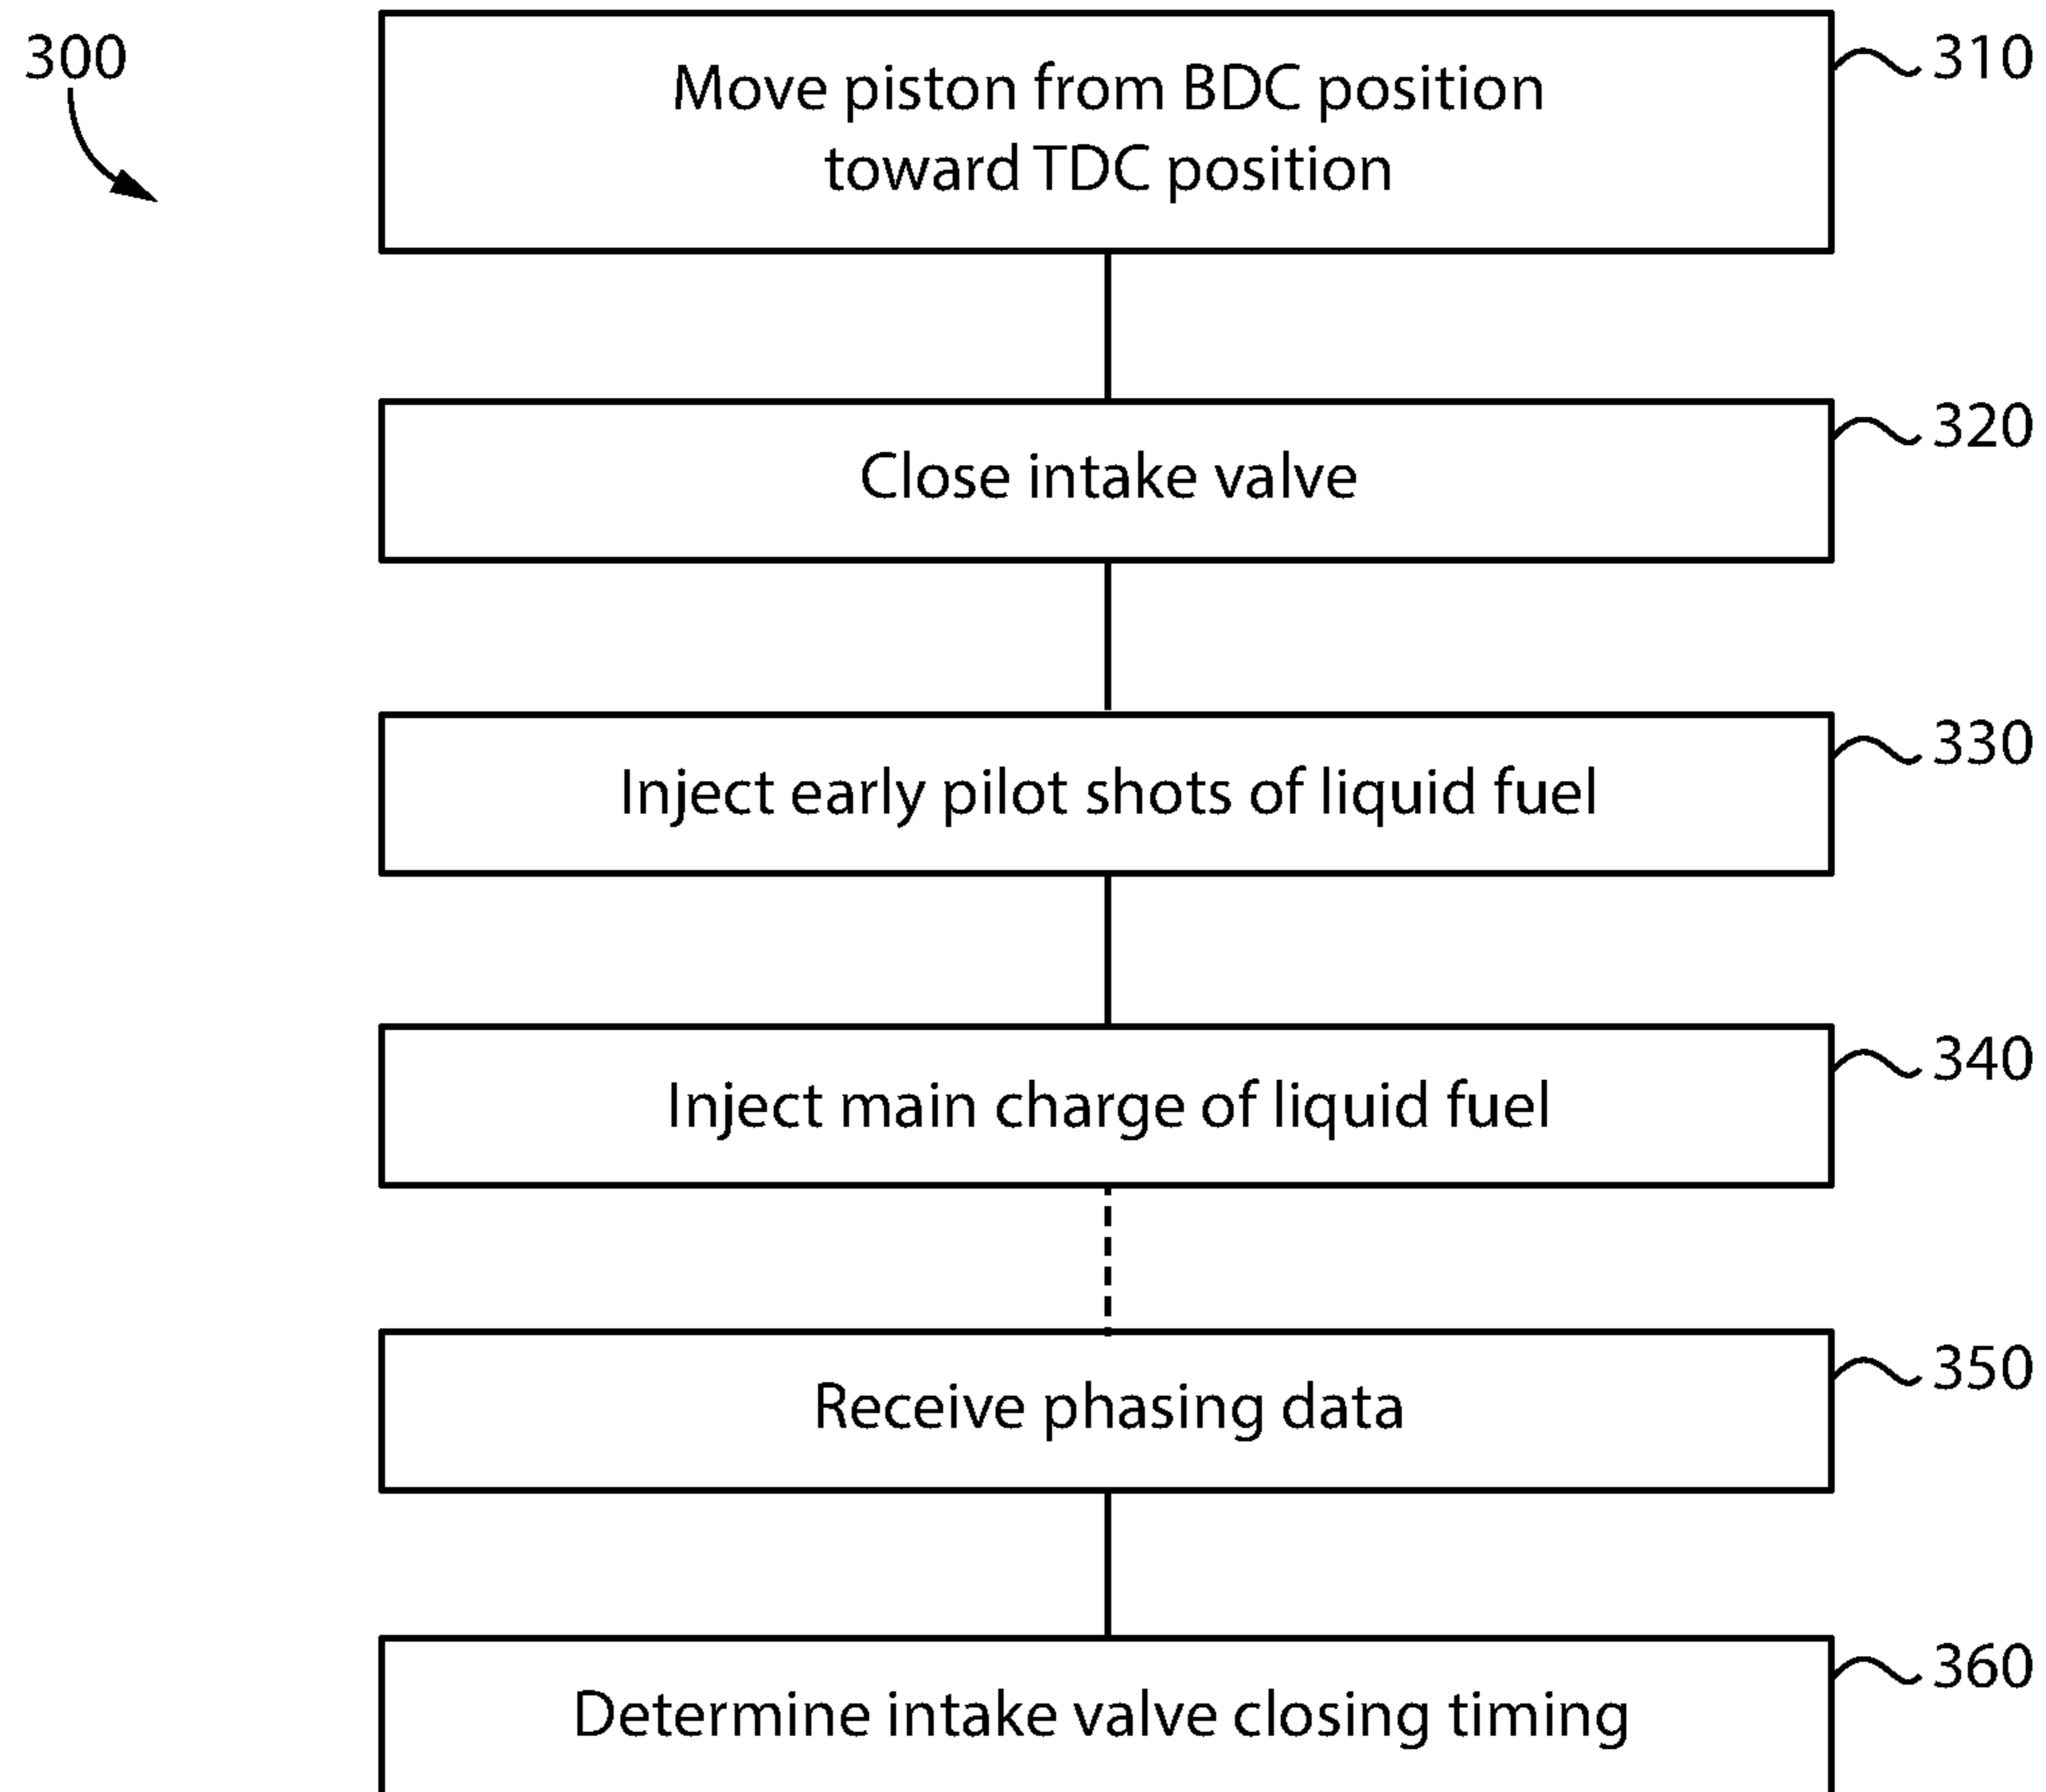 300
Move piston from BDC position
toward TDC position
310
Close intake valve
320
Inject early pilot shots of liquid fuel
330
Inject main charge of liquid fuel
340
Receive phasing data
350
Determine intake valve closing timing
360